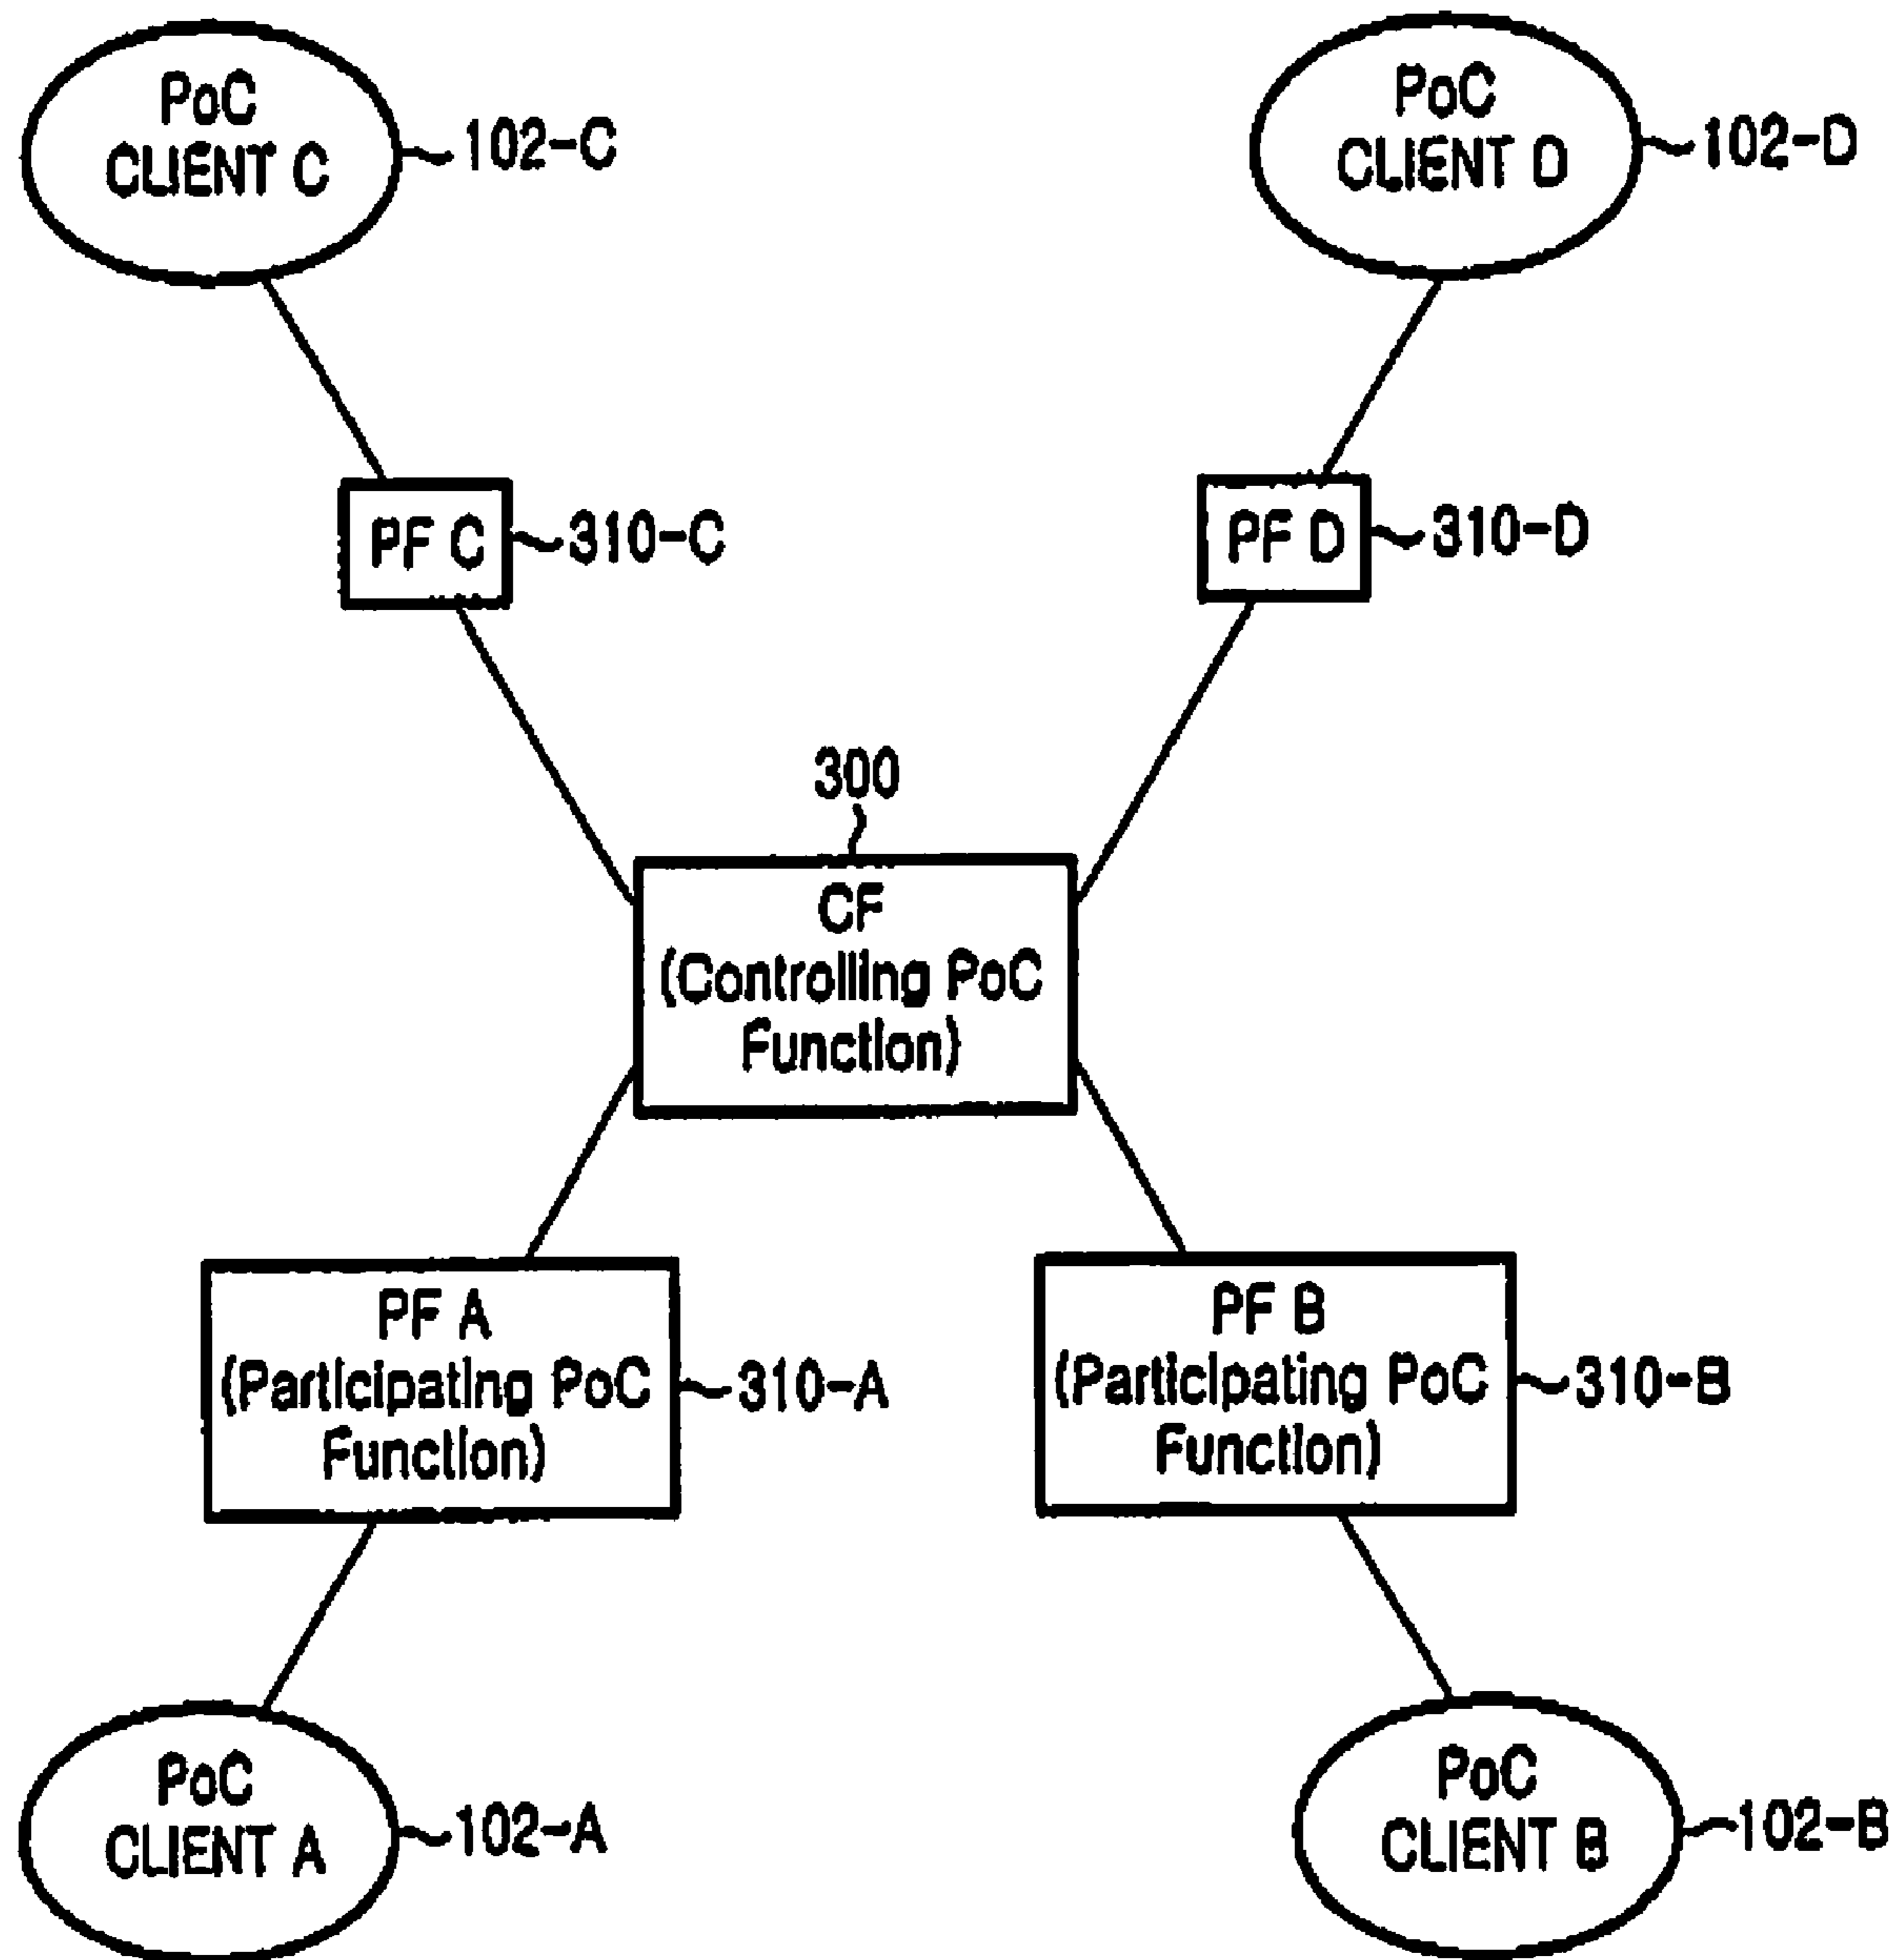 PoC
CLIENT C
102-C
PoC
CLIENT D
102-D
PF C
310-C
PF D
310-D
300
CF
(Controlling PoC
Function)
PF A
(Participating PoC
Function)
310-A
PF B
(Participating PoC
Function)
310-B
PoC
CLIENT A
102-A
PoC
CLIENT B
102-B